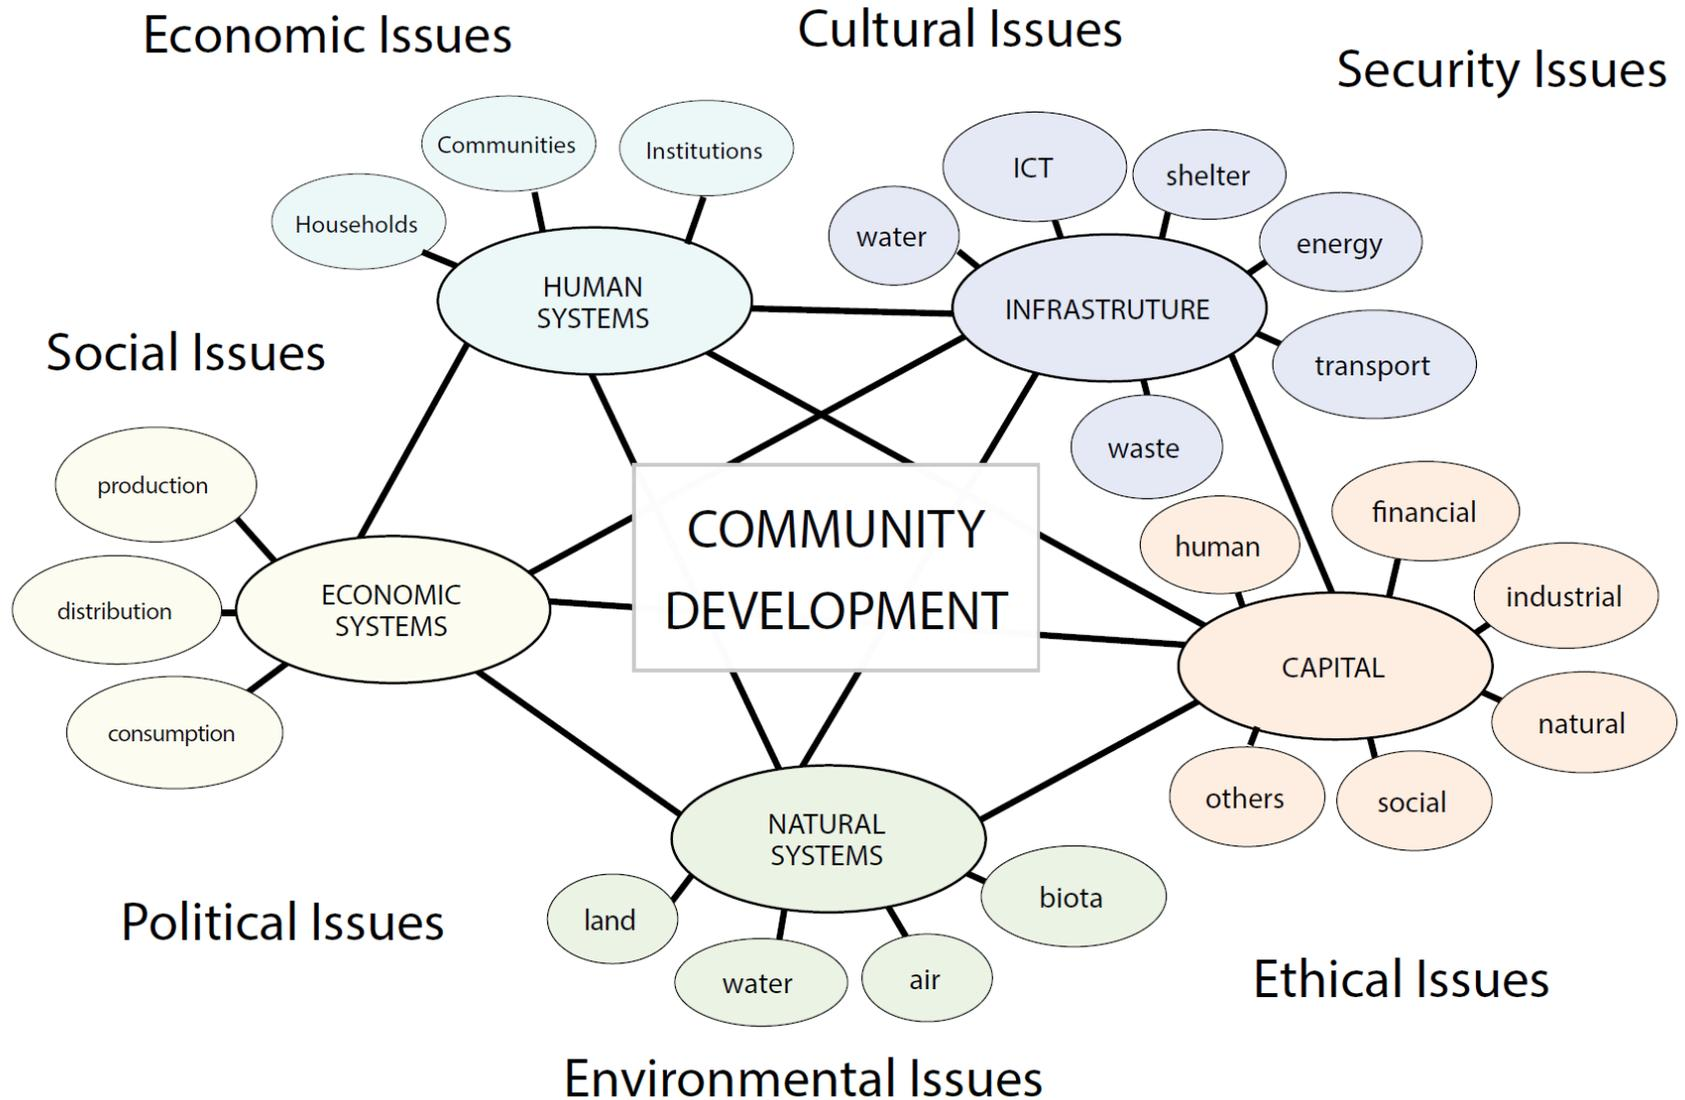 Economic Issues
Cultural Issues
Security Issues
Communities
Institutions
Households
HUMAN
SYSTEMS
ICT
shelter
water
energy
INFRASTRUTURE
transport
waste
Social Issues
production
distribution
consumption
ECONOMIC
SYSTEMS
COMMUNITY
DEVELOPMENT
human
financial
industrial
CAPITAL
natural
others
social
NATURAL
SYSTEMS
land
water
air
biota
Political Issues
Ethical Issues
Environmental Issues